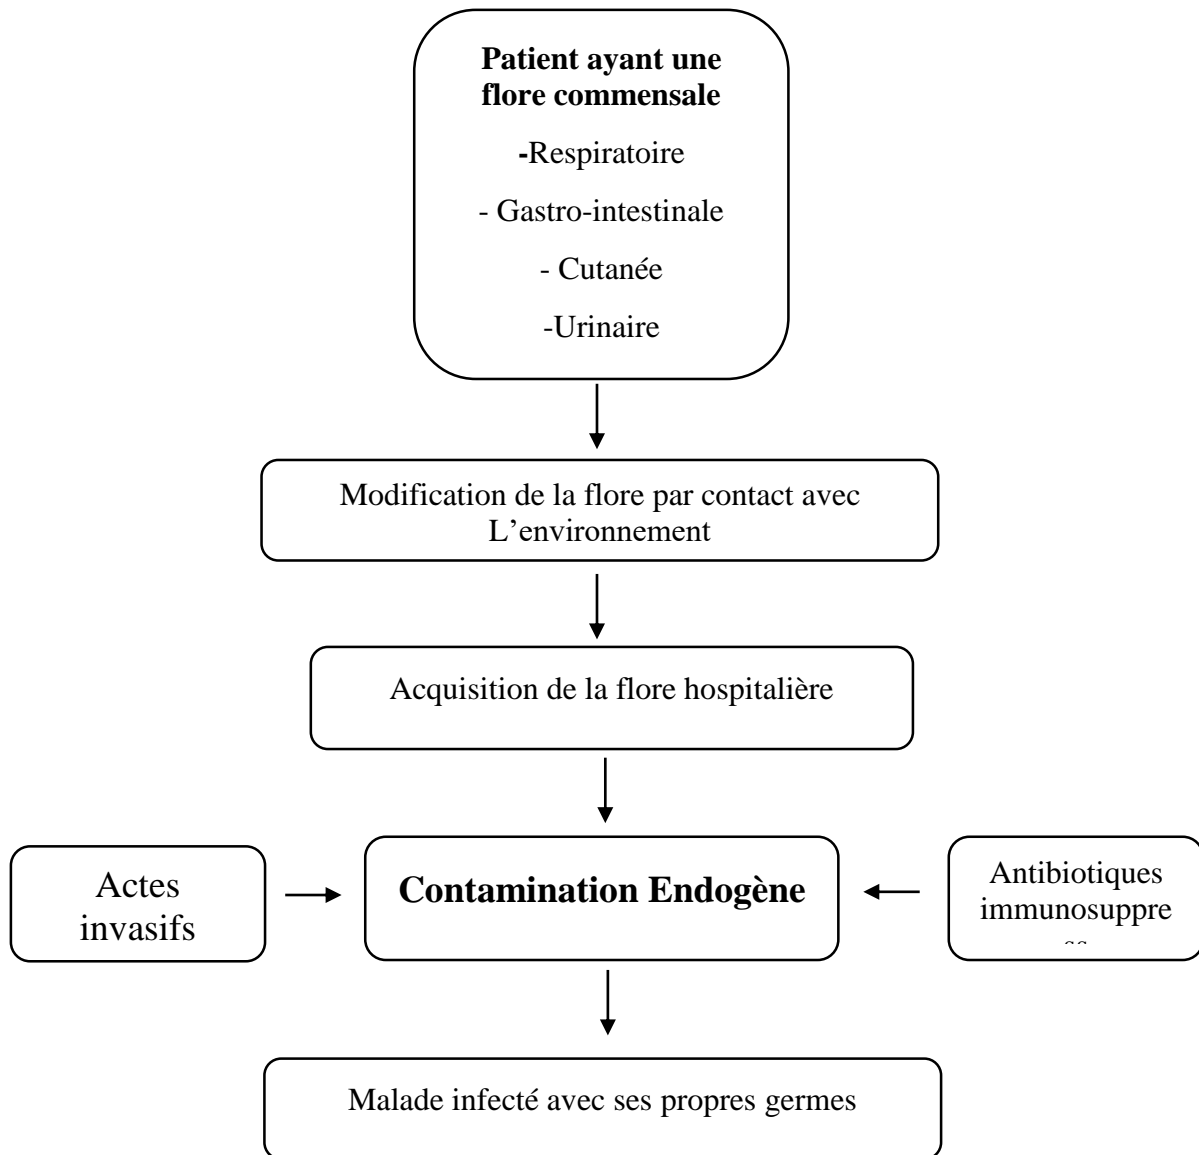 Patient ayant une
flore commensale
-Respiratoire
- Gastro-intestinale
- Cutanée
-Urinaire
Modification de la flore par contact avec
L’environnement
Acquisition de la flore hospitalière
Actes
invasifs
Contamination Endogène
Antibiotiques
immunosuppre
Malade infecté avec ses propres germes